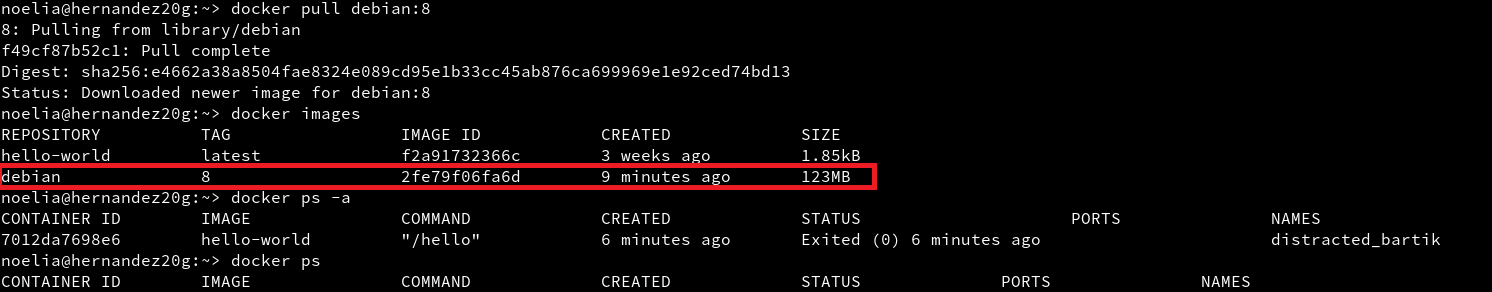 noelia@hernandez20g:~> docker pull debian:8
8: Pulling from library/debian
f49cf87b52c1: Pull complete
Digest: sha256:e4662a38a8504fae8324e089cd95e1b33cc45ab876ca699969e1e92ced74bd13
Status: Downloaded newer image for debian:8
noelia@hernandez20g:~> docker images
REPOSITORY          TAG                 IMAGE ID            CREATED             SIZE
hello-world         latest              f2a91732366c        3 weeks ago         1.85kB
debian              8                   2fe79f06fa6d        9 minutes ago       123MB
noelia@hernandez20g:~> docker ps -a
CONTAINER ID        IMAGE               COMMAND             CREATED             STATUS                     PORTS               NAMES
7012da7698e6        hello-world         "/hello"            6 minutes ago       Exited (0) 6 minutes ago                       distracted_bartik
noelia@hernandez20g:~> docker ps
CONTAINER ID        IMAGE               COMMAND             CREATED             STATUS              PORTS               NAMES